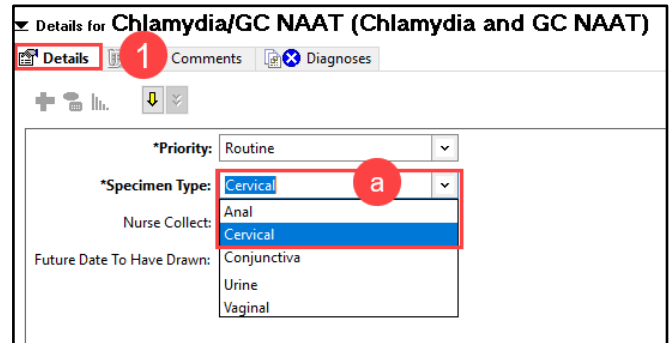 Details for Chlamydia/GC NAAT (Chlamydia and GC NAAT)
Details 1 Comments Diagnoses
*Priority: Routine
*Specimen Type: Cervical a
Anal
Nurse Collect: Cervical
Future Date To Have Drawn: Conjunctiva
Urine
Vaginal